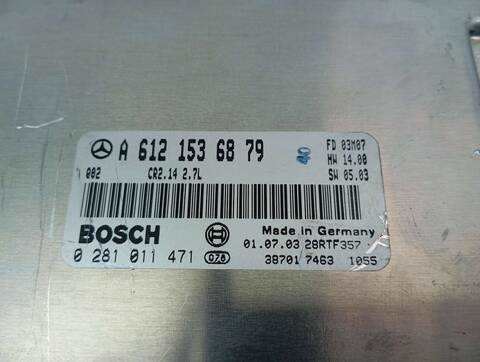 A 612 153 68 79
FD 03M07
HW 14.00
SW 05.03
002 CR2.14 2.7L
BOSCH
Made in Germany
01.07.03 28RTF357
0 281 011 471 078
38701 7463 1055